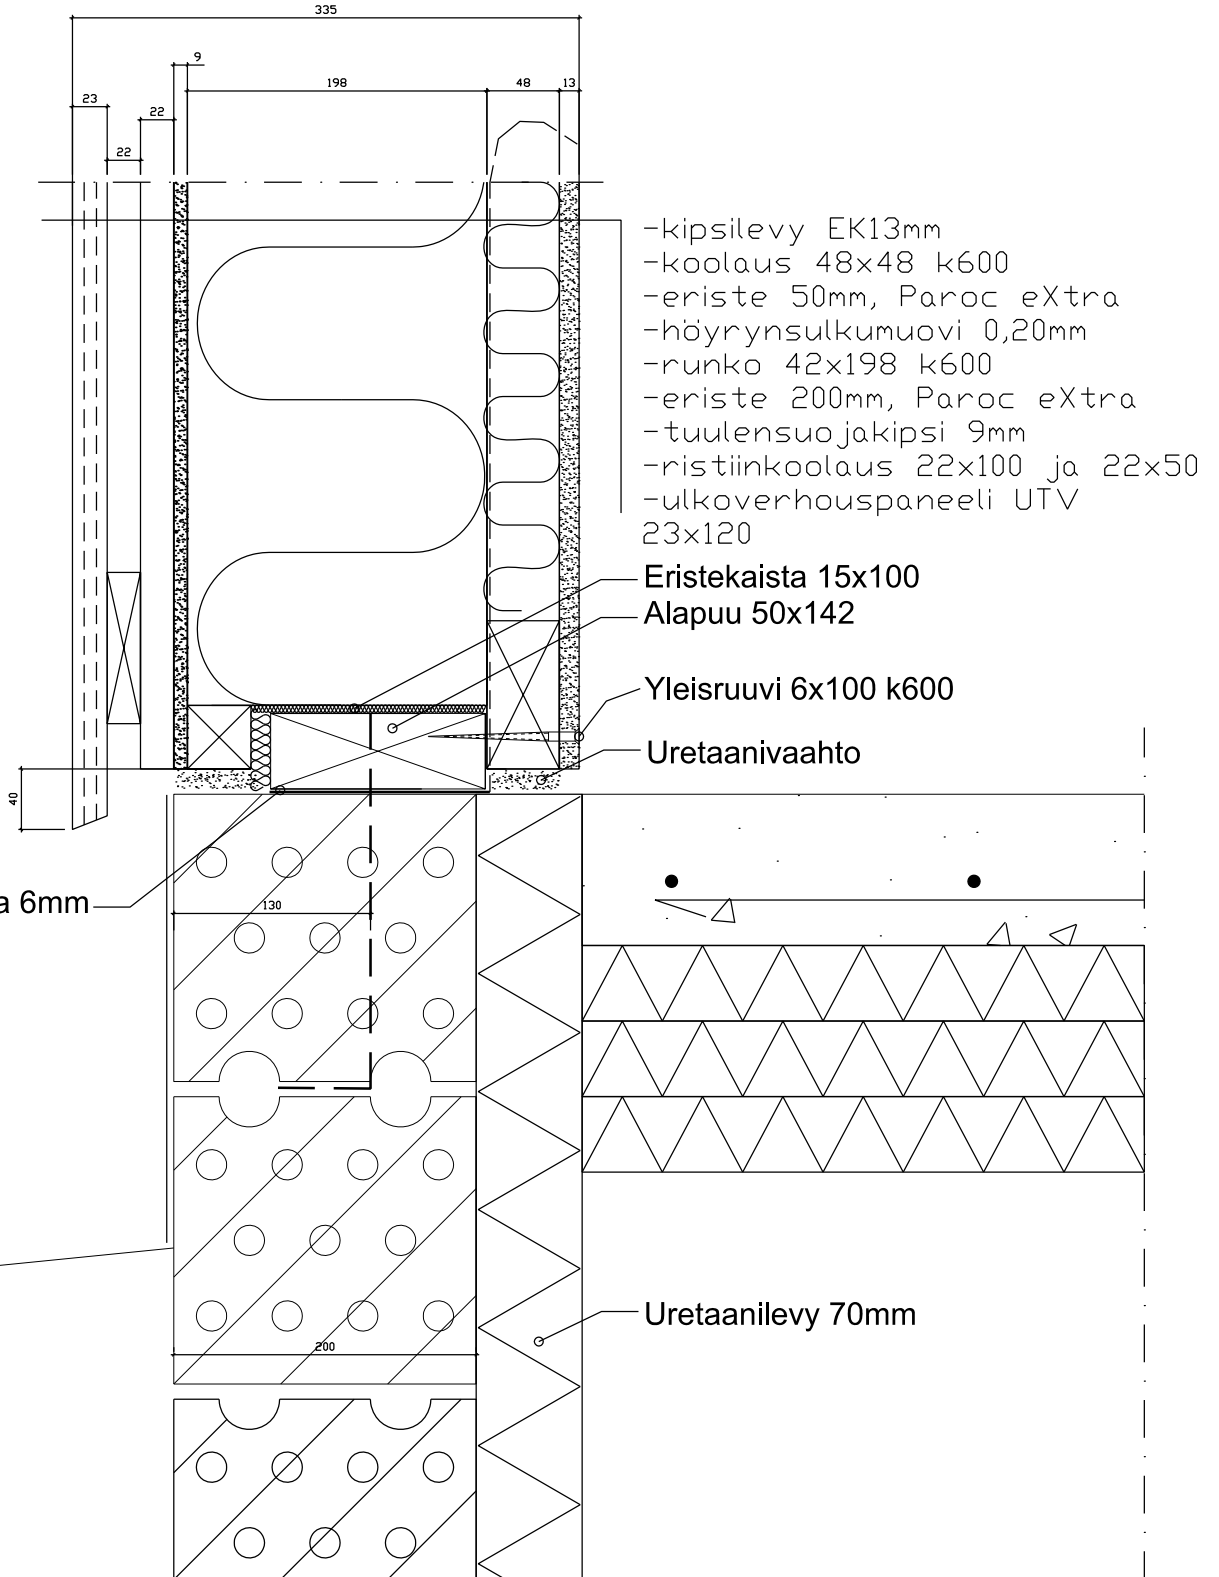 335
9
198
48
13
23
22
22
-kipsilevy EK13mm
-koolaus 48x48 k600
-eriste 50mm, Paroc eXtra
-höyrynsulkumuovi 0,20mm
-runko 42x198 k600
-eriste 200mm, Paroc eXtra
-tuulensuojakipsi 9mm
-ristiinkoolaus 22x100 ja 22x50
-ulkoverhouspaneeli UTV
23x120
Eristekaista 15x100
Alapuu 50x142
Yleisruuvi 6x100 k600
Uretaanivaahto
40
a 6mm
130
Uretaanilevy 70mm
200